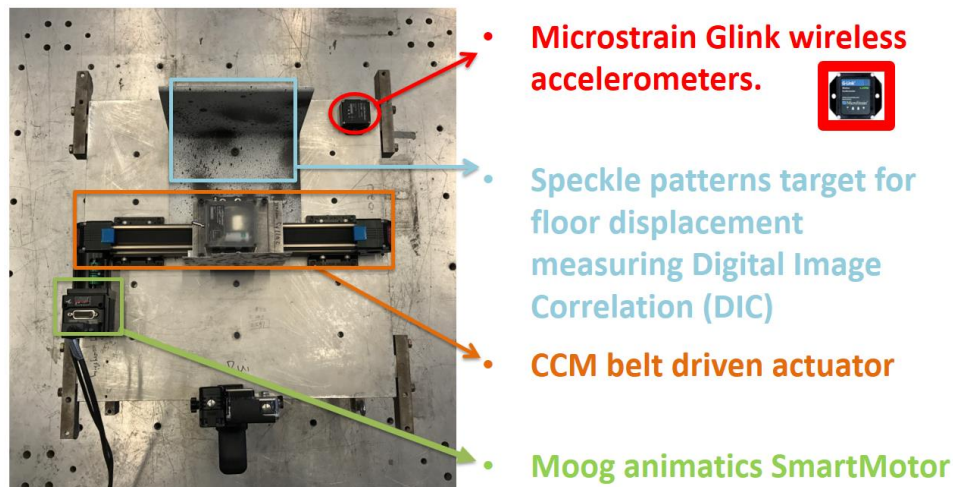 • Microstrain Glink wireless
accelerometers.
• Speckle patterns target for
floor displacement
measuring Digital Image
Correlation (DIC)
• CCM belt driven actuator
• Moog animatics SmartMotor